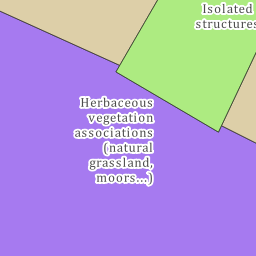 Isolated
structures
Herbaceous
vegetation
associations
(natural
grassland,
moors...)